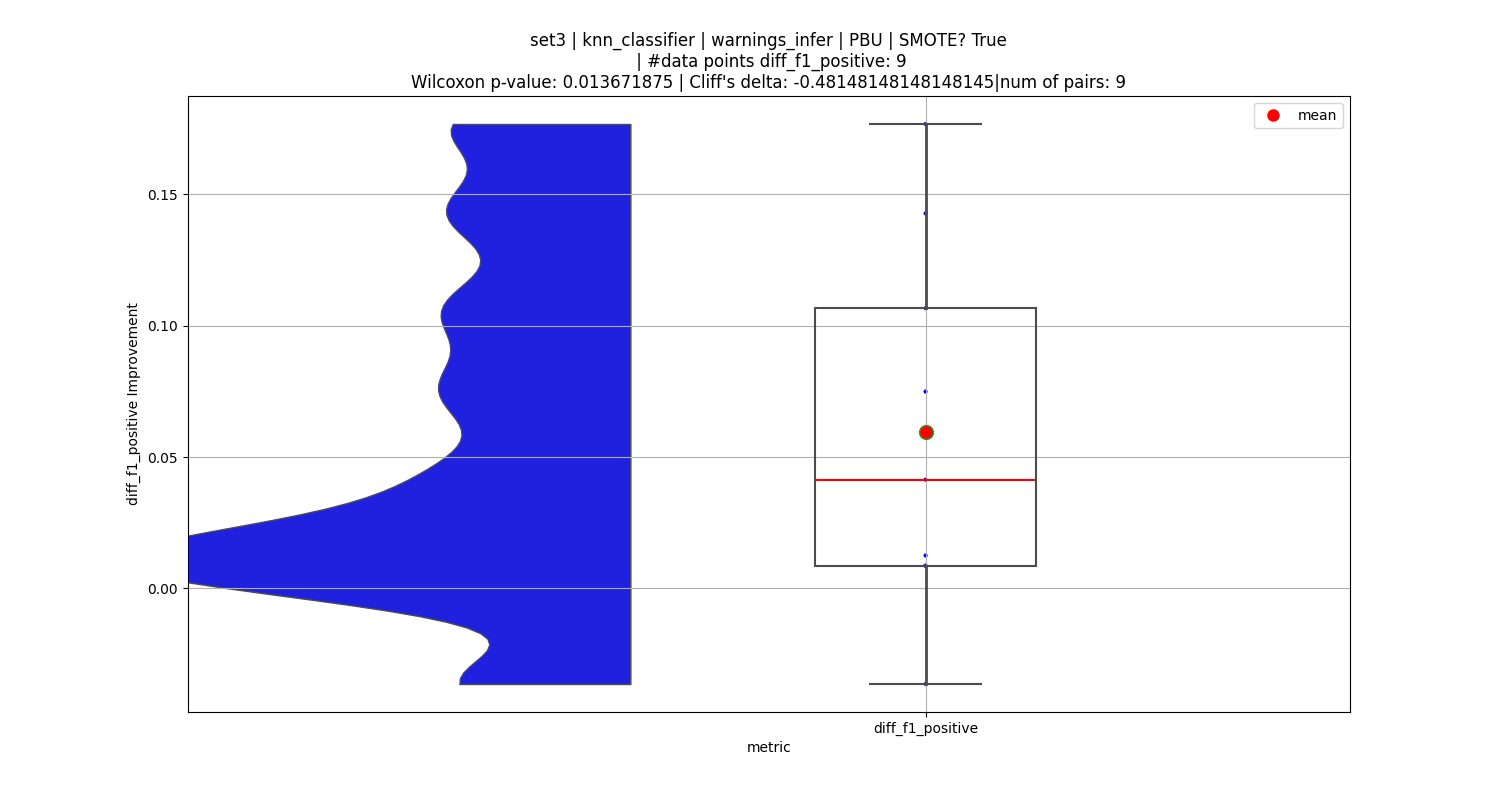 set3 | knn_classifier | warnings_infer | PBU | SMOTE? True
| #data points diff_f1_positive: 9
Wilcoxon p-value: 0.013671875 | Cliff's delta: -0.48148148148148145|num of pairs: 9
mean
0.15
0.10
0.05
0.00
diff_f1_positive Improvement
diff_f1_positive
metric